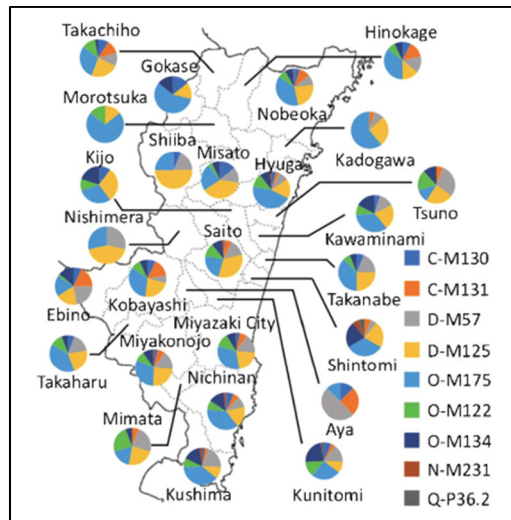 Takachiho
Hinokage
Gokase
Nobeoka
Morotsuka
Shiiba
Misato
Kadogawa
Kijo
Hyuga
Tsuno
Nishimera
Saito
Kawaminami
C-M130
Takanabe
C-M131
Ebino
Kobayashi
D-M57
Miyazaki City
Shintomi
D-M125
Miyakonojo
O-M175
Takaharu
Nichinan
O-M122
Aya
Mimata
O-M134
N-M231
Kushima
Kunitomi
Q-P36.2